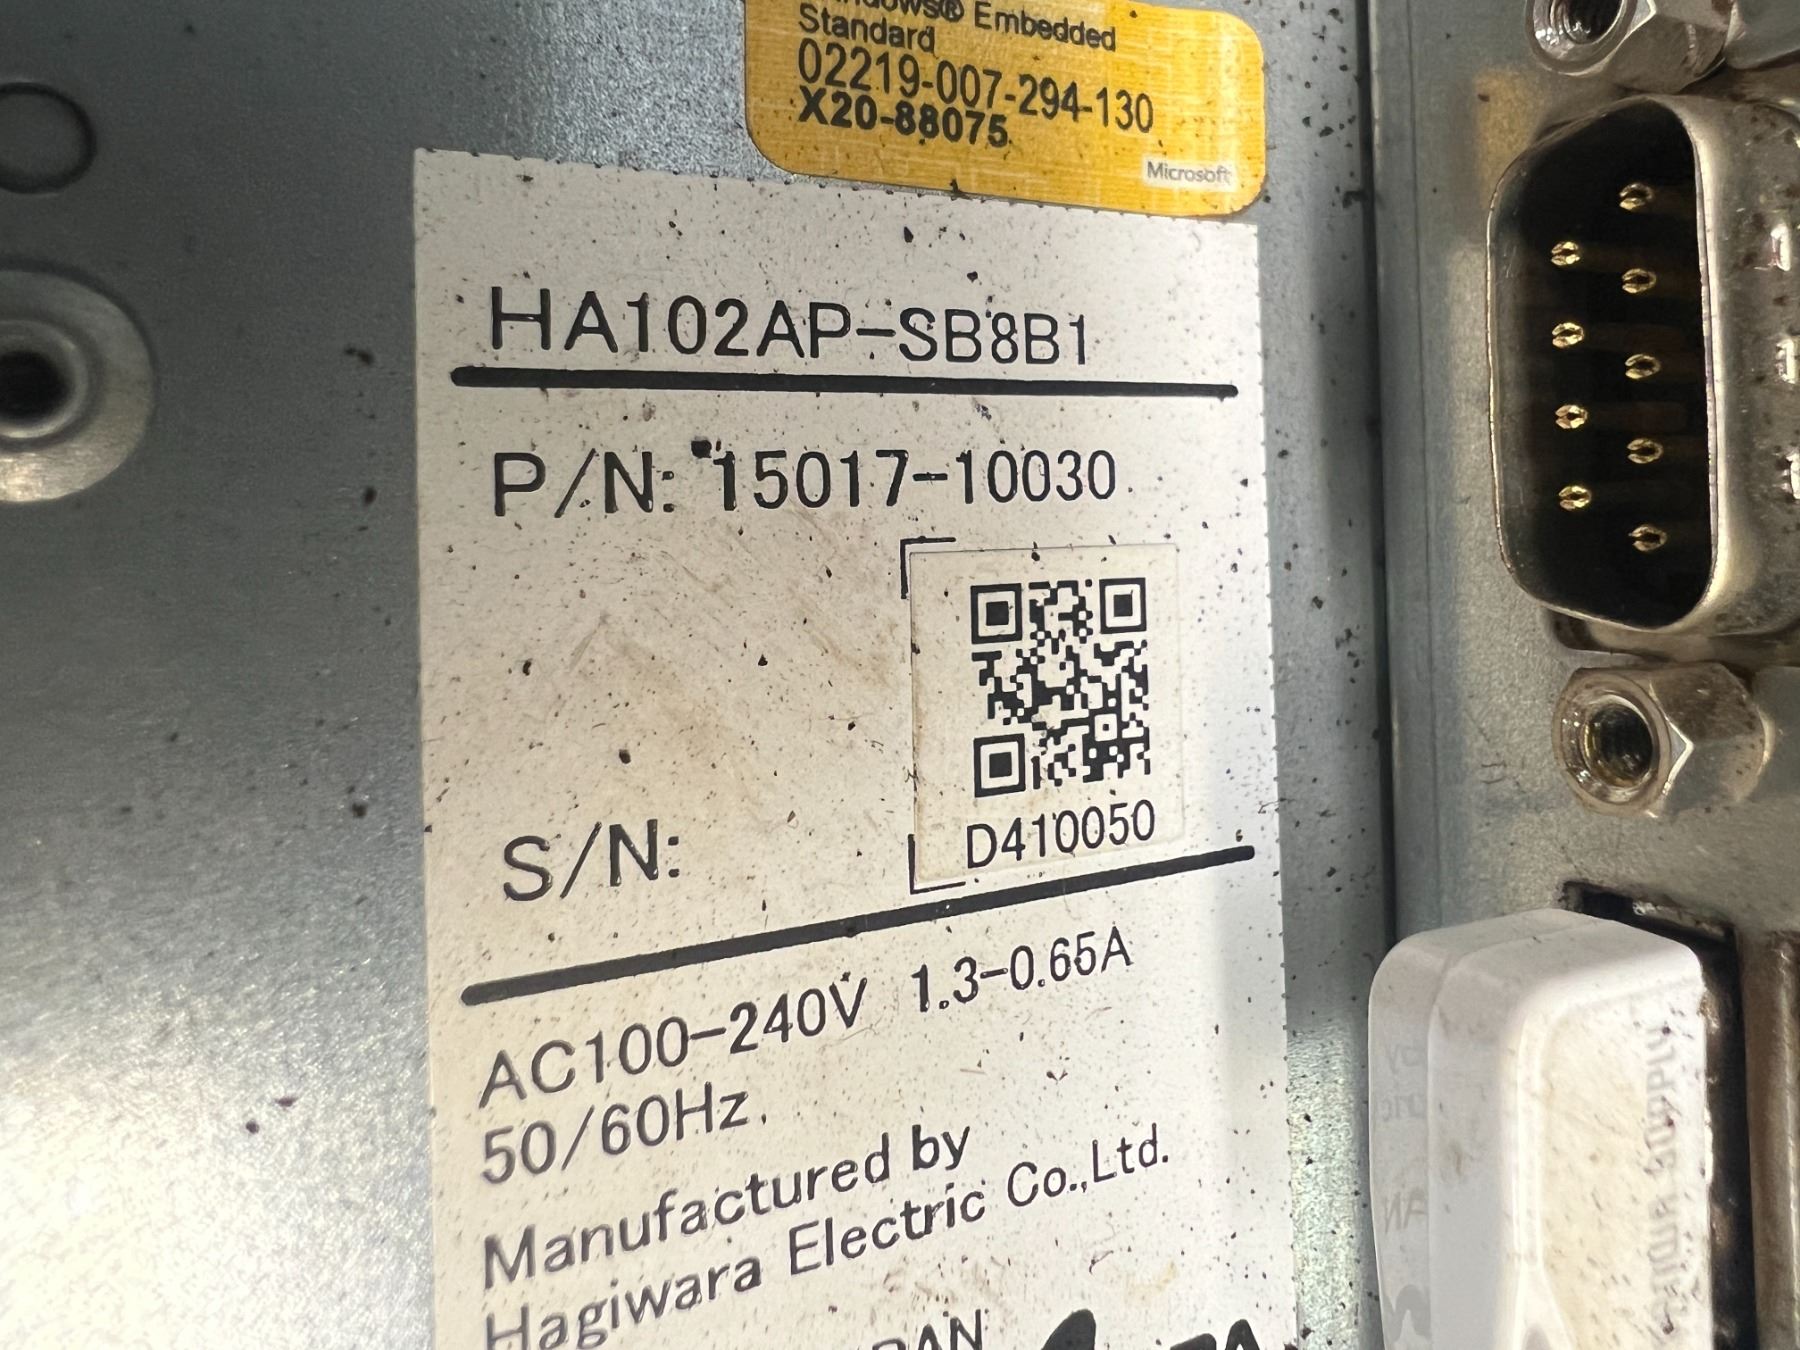 Embedded
Standard
02219-007-294-130
X20-88075
Microsoft
HA102AP-SB8B1
P/N: 15017-10030
D410050
S/N:
AC100-240V 1.3-0.65A
50/60Hz
Manufactured by
Hagiwara Electric Co.,Ltd.